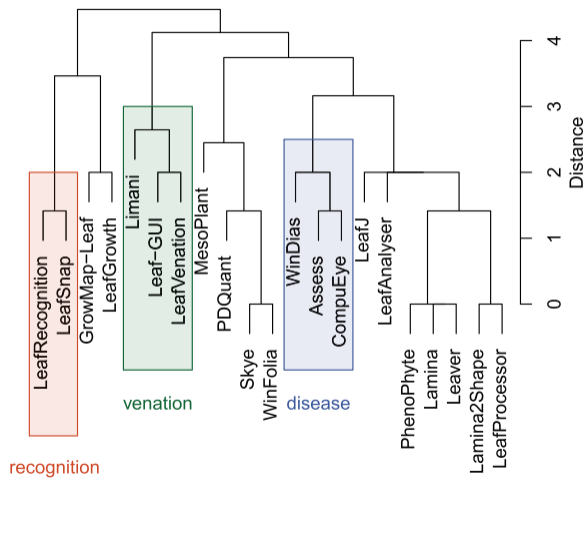 LeafRecognition
LeafSnap
GrowMap−Leaf
LeafGrowth
Limani
Leaf−GUI
LeafVenation
MesoPlant
PDQuant
Skye
WinFolia
WinDias
Assess
CompuEye
LeafJ
LeafAnalyser
PhenoPhyte
Lamina
Leaver
Lamina2Shape
LeafProcessor
recognition
venation
disease
0
1
2
3
4
Distance